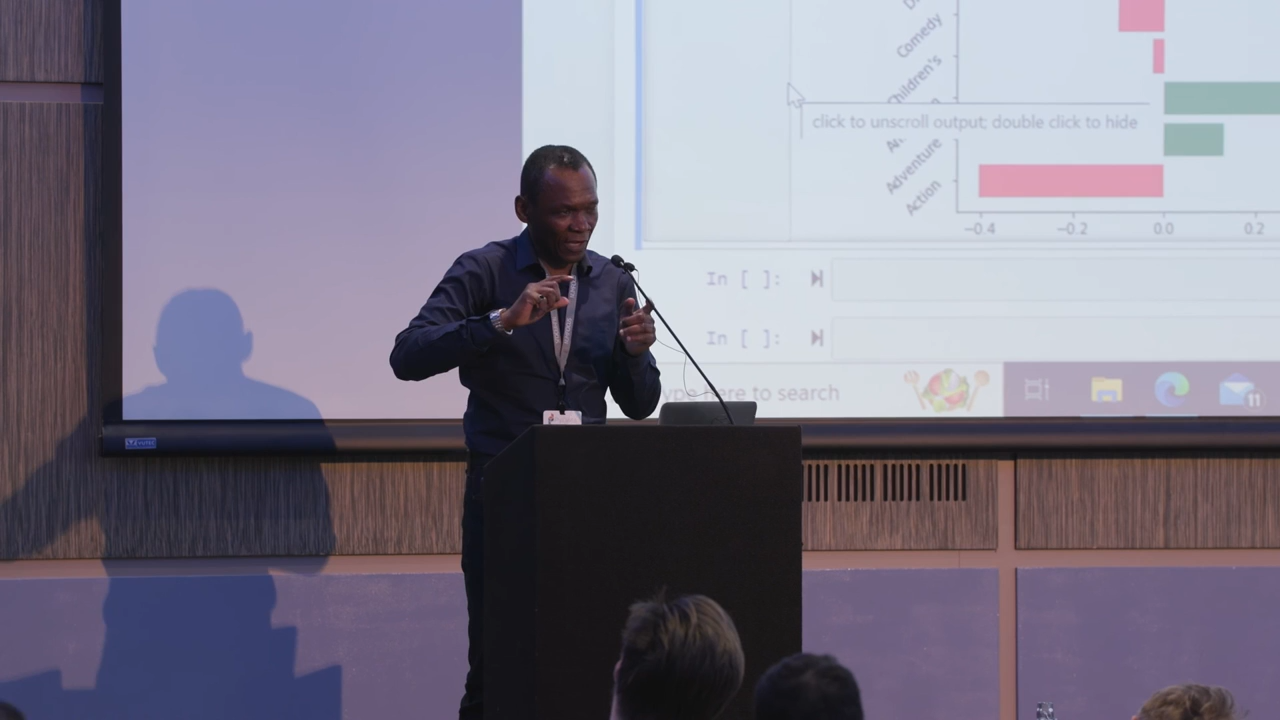 Comedy
Children's
click to unscroll output; double click to hide
Adventure
Action
−0.4 −0.2 0.0 0.2
In [ ]:
In [ ]:
ype here to search
11